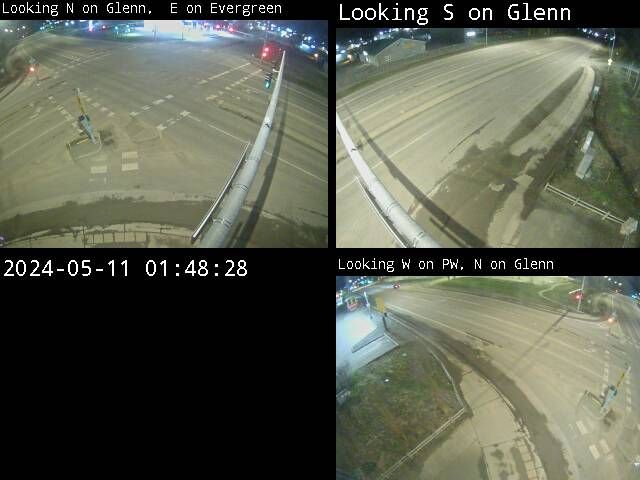 Looking N on Glenn,  E on Evergreen
Looking S on Glenn
2024-05-11 01:48:28
Looking W on PW, N on Glenn